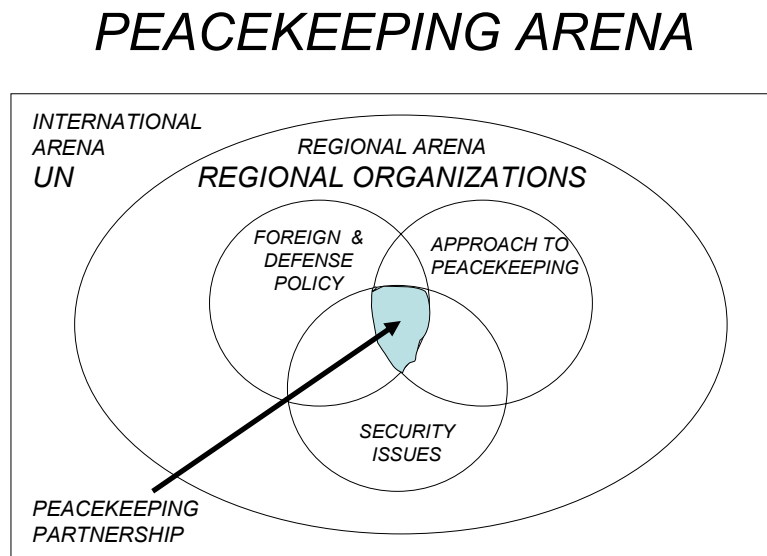 PEACEKEEPING ARENA
INTERNATIONAL
ARENA
UN
REGIONAL ARENA
REGIONAL ORGANIZATIONS
FOREIGN &
DEFENSE
POLICY
APPROACH TO
PEACEKEEPING
SECURITY
ISSUES
PEACEKEEPING
PARTNERSHIP